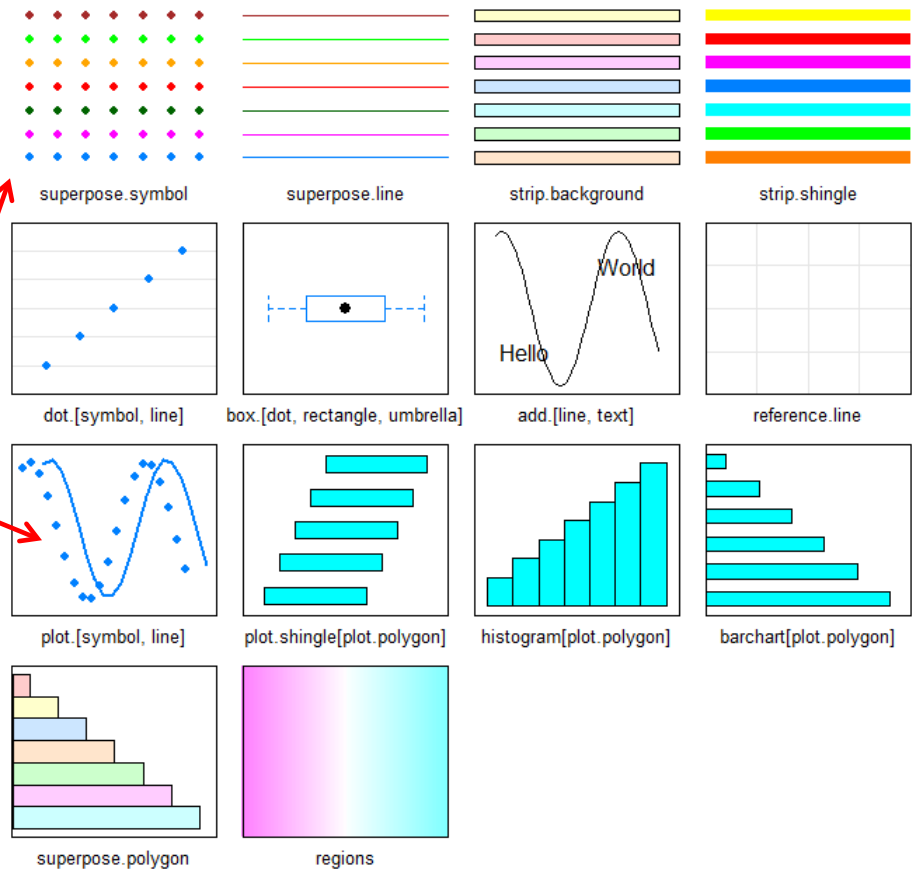 superpose.symbol
superpose.line
strip.background
strip.shingle
World
Hello
dot.[symbol, line]
box.[dot, rectangle, umbrella]
add.[line, text]
reference.line
plot.[symbol, line]
plot.shingle[plot.polygon]
histogram[plot.polygon]
barchart[plot.polygon]
superpose.polygon
regions